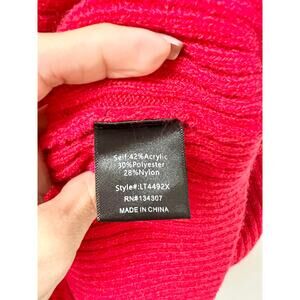 Self:42%Acrylic
30%Polyester
28%Nylon
Style#:LT4492X
RN#134307
MADE IN CHINA